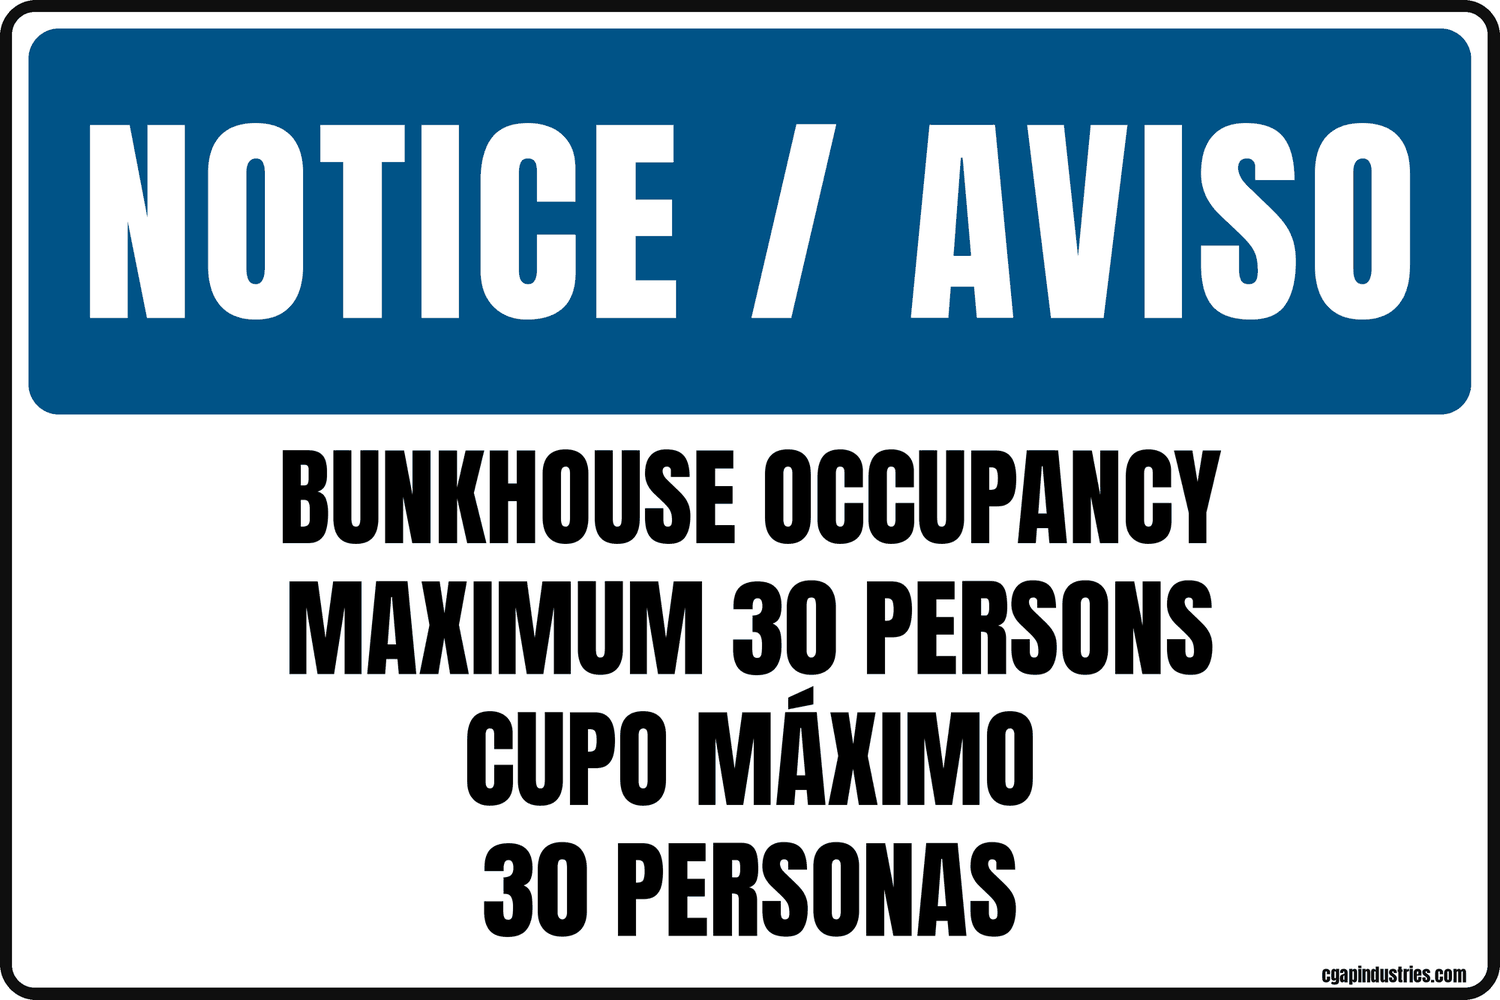 NOTICE / AVISO
BUNKHOUSE OCCUPANCY
MAXIMUM 30 PERSONS
CUPO MÁXIMO
30 PERSONAS
cgapindustries.com